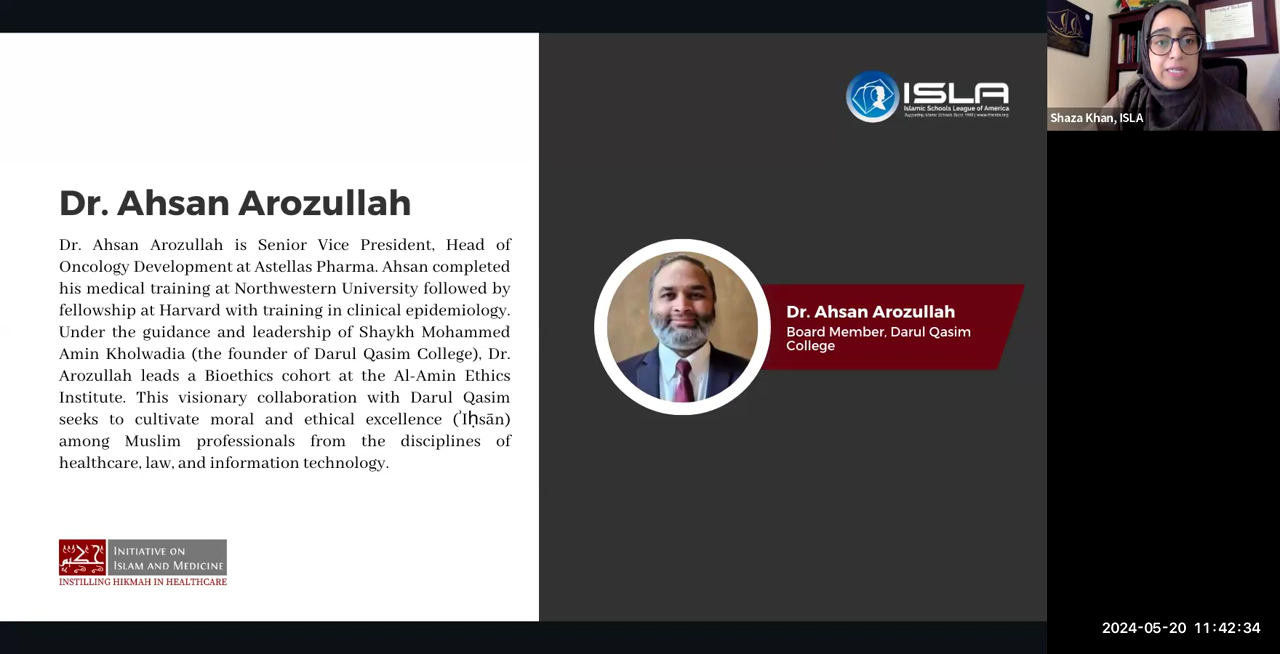 Dr. Ahsan Arozullah
Dr. Ahsan Arozullah is Senior Vice President, Head of
Oncology Development at Astellas Pharma. Ahsan completed
his medical training at Northwestern University followed by
fellowship at Harvard with training in clinical epidemiology.
Under the guidance and leadership of Shaykh Mohammed
Amin Kholwadia (the founder of Darul Qasim College), Dr.
Arozullah leads a Bioethics cohort at the Al-Amin Ethics
Institute. This visionary collaboration with Darul Qasim
seeks to cultivate moral and ethical excellence (ʾIḥsān)
among Muslim professionals from the disciplines of
healthcare, law, and information technology.
INITIATIVE ON
ISLAM AND MEDICINE
INSTILLING HIKMAH IN HEALTHCARE
ISLA
Islamic Schools League of America
Dr. Ahsan Arozullah
Board Member, Darul Qasim
College
Shaza Khan, ISLA
2024-05-20 11:42:34